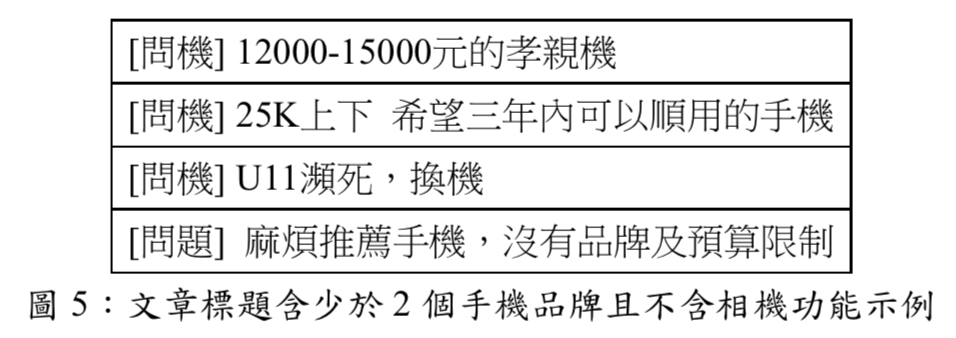 [問機] 12000-15000元的孝親機
[問機] 25K上下 希望三年內可以順用的手機
[問機] U11瀕死，換機
[問題] 麻煩推薦手機，沒有品牌及預算限制
圖 5：文章標題含少於 2 個手機品牌且不含相機功能示例